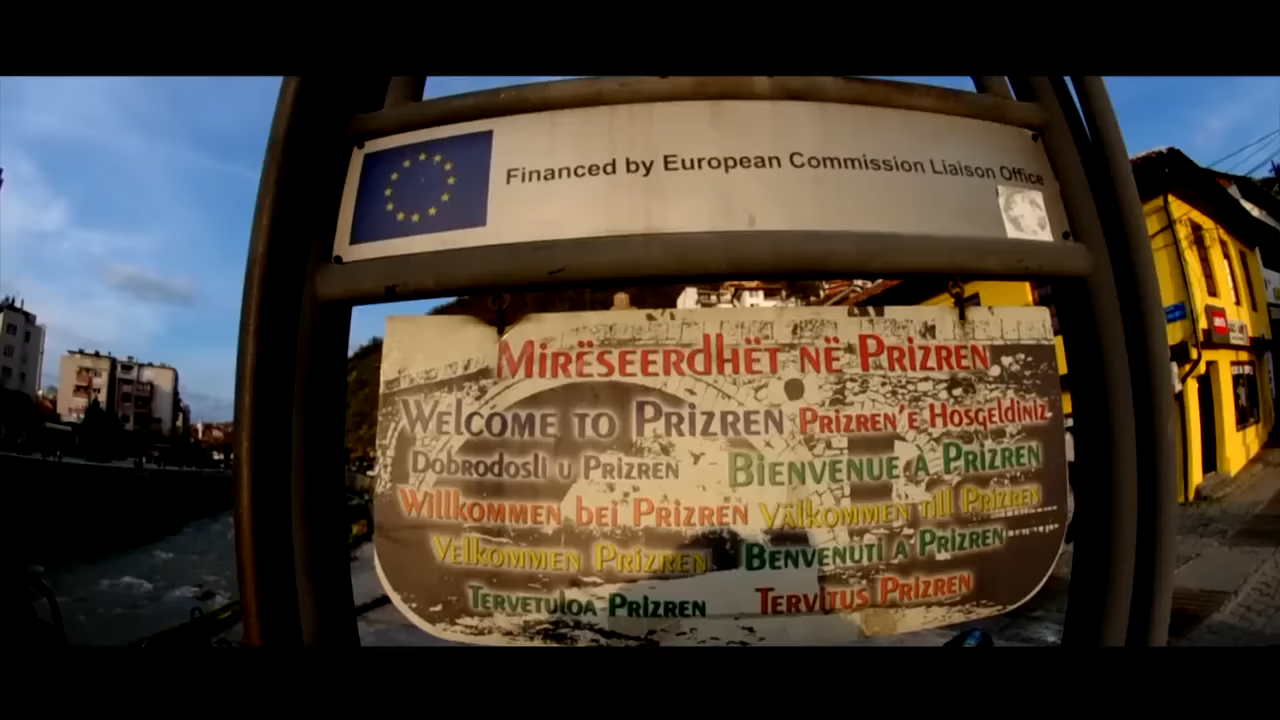 Financed by European Commission Liaison Office
Mirëseerdhët në Prizren
Welcome to Prizren Prizren'e Hosgeldiniz
Dobrodosli u Prizren Bienvenue à Prizren
Willkommen bei Prizren Välkommen till Prizren
Velkommen Prizren Benvenuti a Prizren
Tervetuloa Prizren Tervitus Prizren